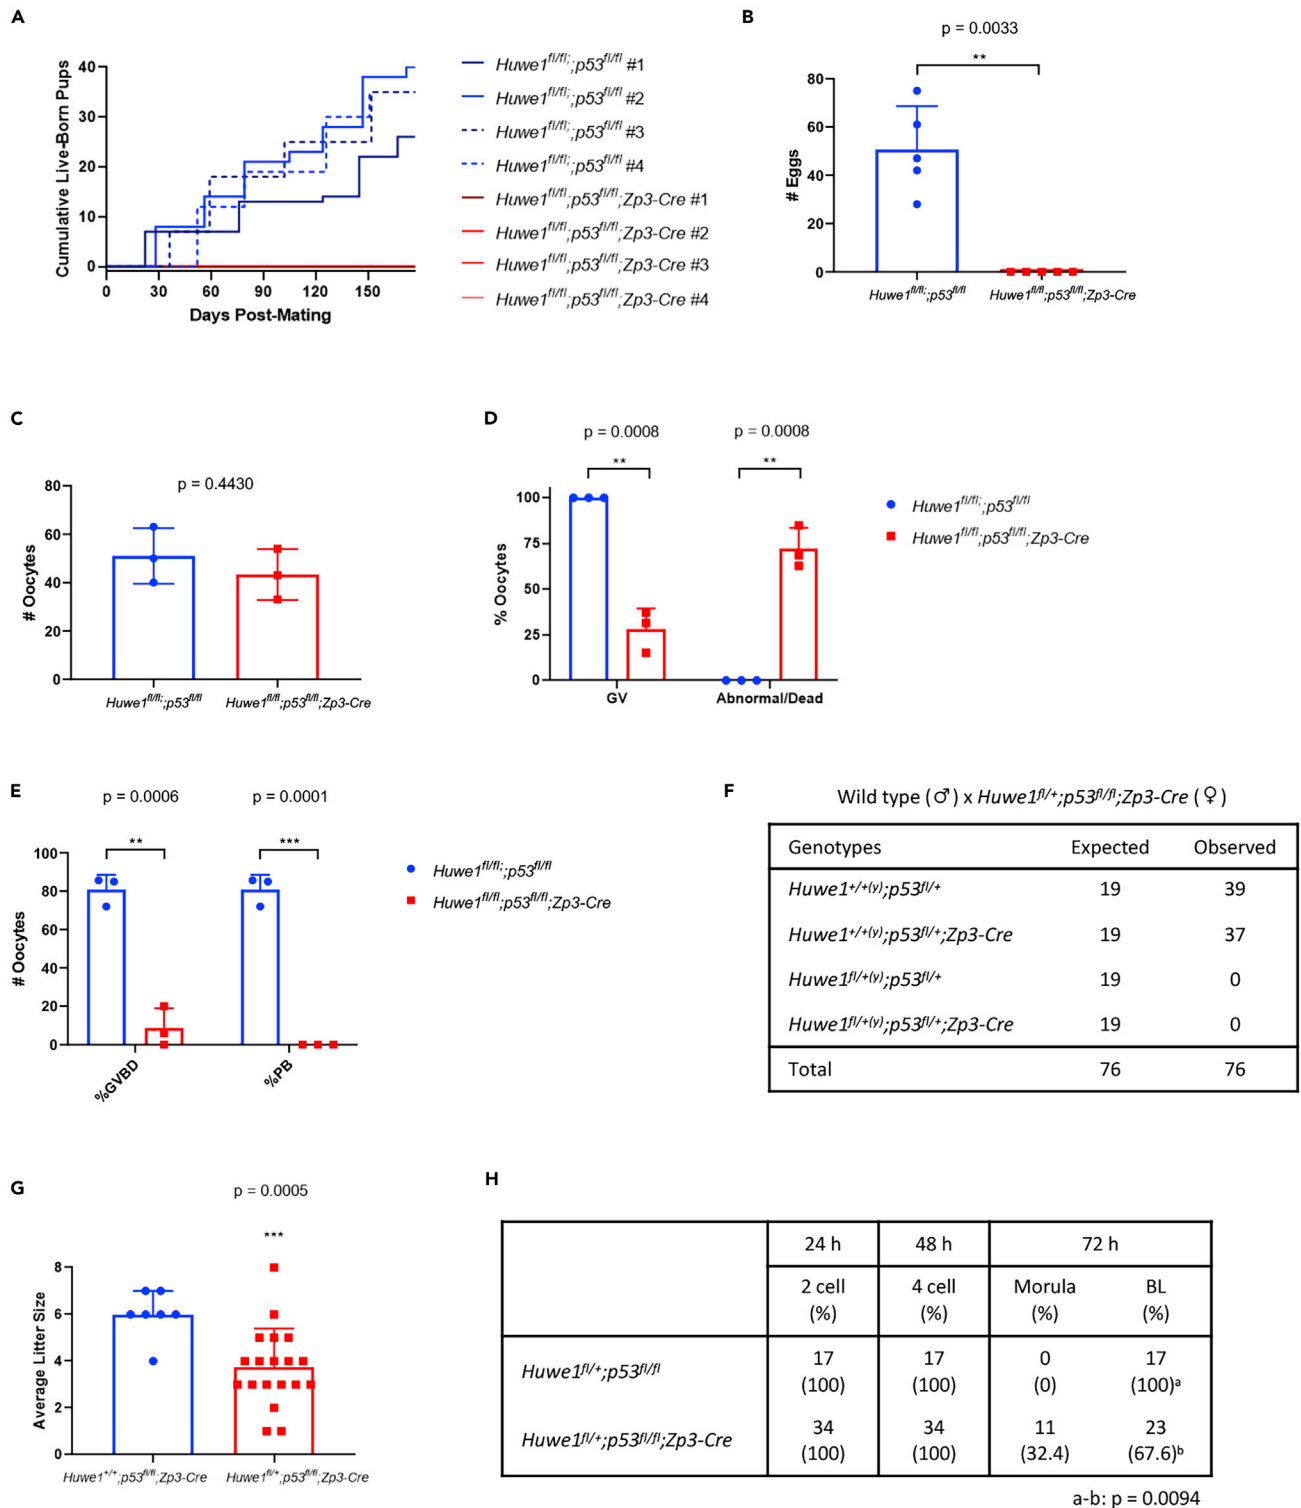 A
Cumulative Live-Born Pups
40
30
20
10
0
0 30 60 90 120 150
Days Post-Mating
Huwe1fl/fl;;p53fl/fl #1
Huwe1fl/fl;;p53fl/fl #2
Huwe1fl/fl;;p53fl/fl #3
Huwe1fl/fl;;p53fl/fl #4
Huwe1fl/fl;p53fl/fl;Zp3-Cre #1
Huwe1fl/fl;p53fl/fl;Zp3-Cre #2
Huwe1fl/fl;p53fl/fl;Zp3-Cre #3
Huwe1fl/fl;p53fl/fl;Zp3-Cre #4
B
p = 0.0033
**
# Eggs
80
60
40
20
0
Huwe1fl/fl;;p53fl/fl Huwe1fl/fl;p53fl/fl;Zp3-Cre
C
p = 0.4430
# Oocytes
80
60
40
20
0
Huwe1fl/fl;;p53fl/fl Huwe1fl/fl;p53fl/fl;Zp3-Cre
D
p = 0.0008 p = 0.0008
** **
% Oocytes
100
75
50
25
0
GV Abnormal/Dead
Huwe1fl/fl;;p53fl/fl
Huwe1fl/fl;p53fl/fl;Zp3-Cre
E
p = 0.0006 p = 0.0001
** ***
# Oocytes
100
80
60
40
20
0
%GVBD %PB
Huwe1fl/fl;;p53fl/fl
Huwe1fl/fl;p53fl/fl;Zp3-Cre
F
Wild type (♂) x Huwe1fl/+;p53fl/fl;Zp3-Cre (♀)
Genotypes Expected Observed
Huwe1+/+(y);p53fl/+ 19 39
Huwe1+/+(y);p53fl/+;Zp3-Cre 19 37
Huwe1fl/+(y);p53fl/+ 19 0
Huwe1fl/+(y);p53fl/+;Zp3-Cre 19 0
Total 76 76
G
p = 0.0005
***
Average Litter Size
8
6
4
2
0
Huwe1+/+;p53fl/fl;Zp3-Cre Huwe1fl/+;p53fl/fl;Zp3-Cre
H
24 h 48 h 72 h
2 cell 4 cell Morula BL
(%) (%) (%) (%)
Huwe1fl/+;p53fl/fl
17 17 0 17
(100) (100) (0) (100)a
Huwe1fl/+;p53fl/fl;Zp3-Cre
34 34 11 23
(100) (100) (32.4) (67.6)b
a-b: p = 0.0094